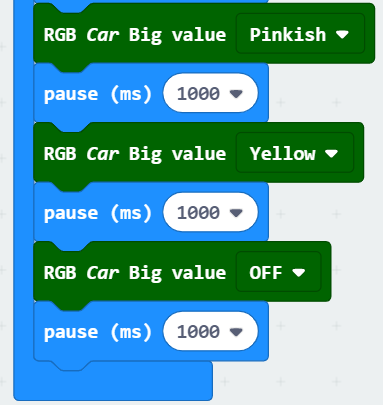 RGB Car Big value Pinkish
pause (ms) 1000
RGB Car Big value Yellow
pause (ms) 1000
RGB Car Big value OFF
pause (ms) 1000